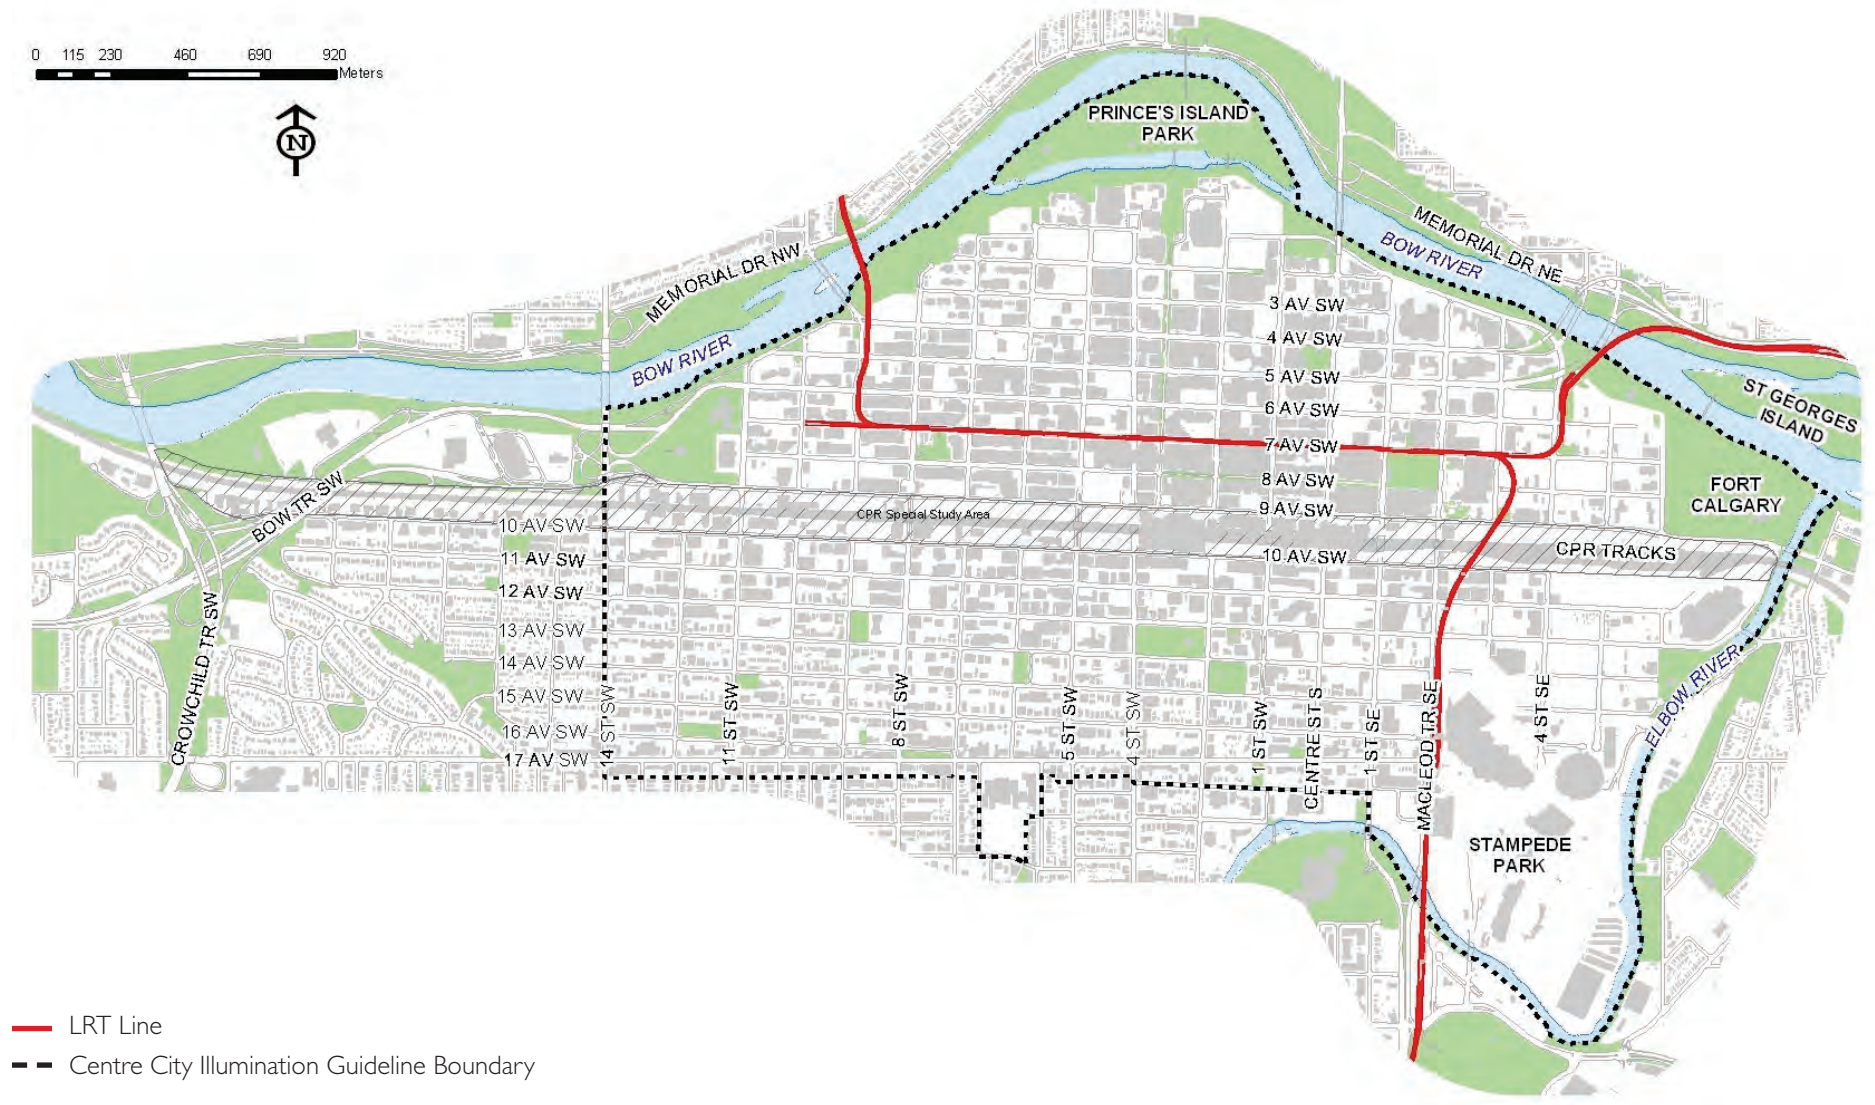 0 115 230 460 690 920
Meters
N
PRINCE'S ISLAND
PARK
MEMORIAL DR NW
MEMORIAL DR NE
BOW RIVER
BOW RIVER
3 AV SW
4 AV SW
5 AV SW
6 AV SW
7 AV SW
8 AV SW
9 AV SW
10 AV SW
ST GEORGES
ISLAND
FORT
CALGARY
CPR Special Study Area
CPR TRACKS
BOW TR SW
CROWCHILD TR SW
10 AV SW
11 AV SW
12 AV SW
13 AV SW
14 AV SW
15 AV SW
16 AV SW
17 AV SW
14 ST SW
11 ST SW
8 ST SW
5 ST SW
4 ST SW
1 ST SW
CENTRE ST S
1 ST SE
MACLEOD TR SE
4 ST SE
ELBOW RIVER
STAMPEDE
PARK
LRT Line
Centre City Illumination Guideline Boundary